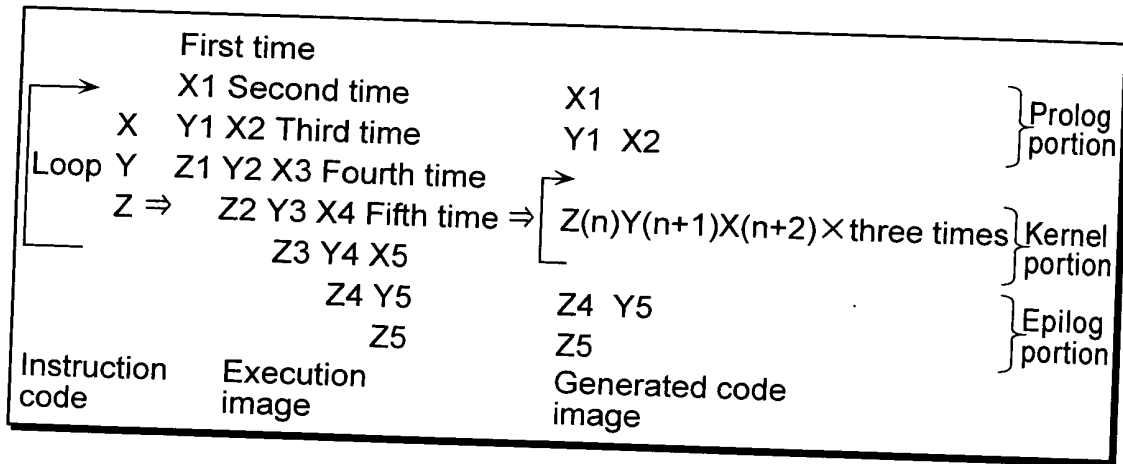 First time
X1 Second time X1
X Y1 X2 Third time Y1 X2
Prolog
portion
Loop Y Z1 Y2 X3 Fourth time
Z ⇒ Z2 Y3 X4 Fifth time ⇒ Z(n)Y(n+1)X(n+2)×three times
Kernel
portion
Z3 Y4 X5
Z4 Y5 Z4 Y5
Z5 Z5
Epilog
portion
Instruction
code
Execution
image
Generated code
image